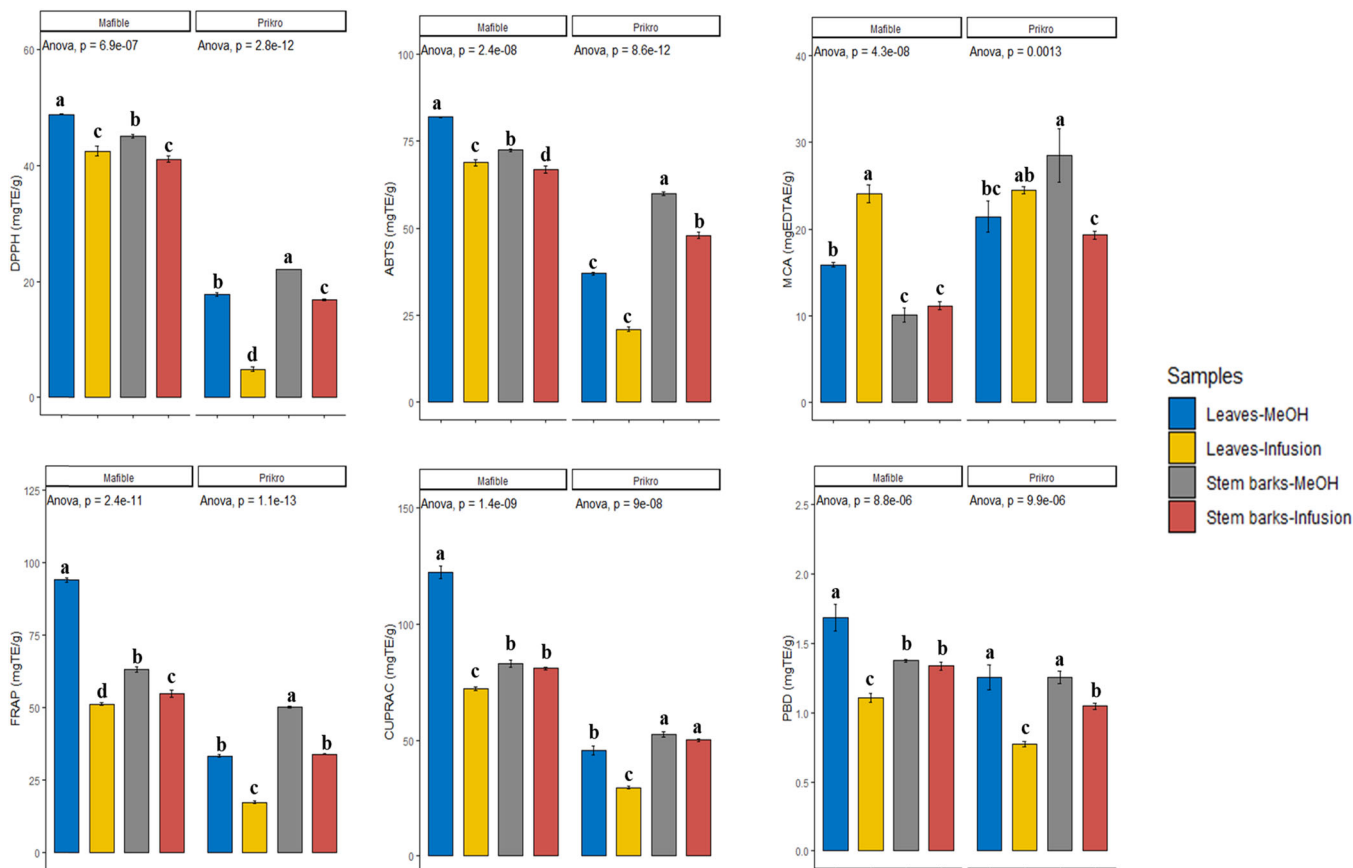 Mafible Prikro
Anova, p = 6.9e-07 Anova, p = 2.8e-12
60
40
20
0
DPPH (mgTE/g)
a c b c b d a c
Mafible Prikro
Anova, p = 2.4e-08 Anova, p = 8.6e-12
100
75
50
25
0
ABTS (mgTE/g)
a c b d c c a b
Mafible Prikro
Anova, p = 4.3e-08 Anova, p = 0.0013
40
30
20
10
0
MCA (mgEDTAE/g)
b a c c bc ab a c
Samples
Leaves-MeOH
Leaves-Infusion
Stem barks-MeOH
Stem barks-Infusion
Mafible Prikro
Anova, p = 2.4e-11 Anova, p = 1.1e-13
125
100
75
50
25
0
FRAP (mgTE/g)
a d b c b c a b
Mafible Prikro
Anova, p = 1.4e-09 Anova, p = 9e-08
150
100
50
0
CUPRAC (mgTE/g)
a c b b b c a a
Mafible Prikro
Anova, p = 8.8e-06 Anova, p = 9.9e-06
2.5
2.0
1.5
1.0
0.5
0.0
PBD (mgTE/g)
a c b b a c a b